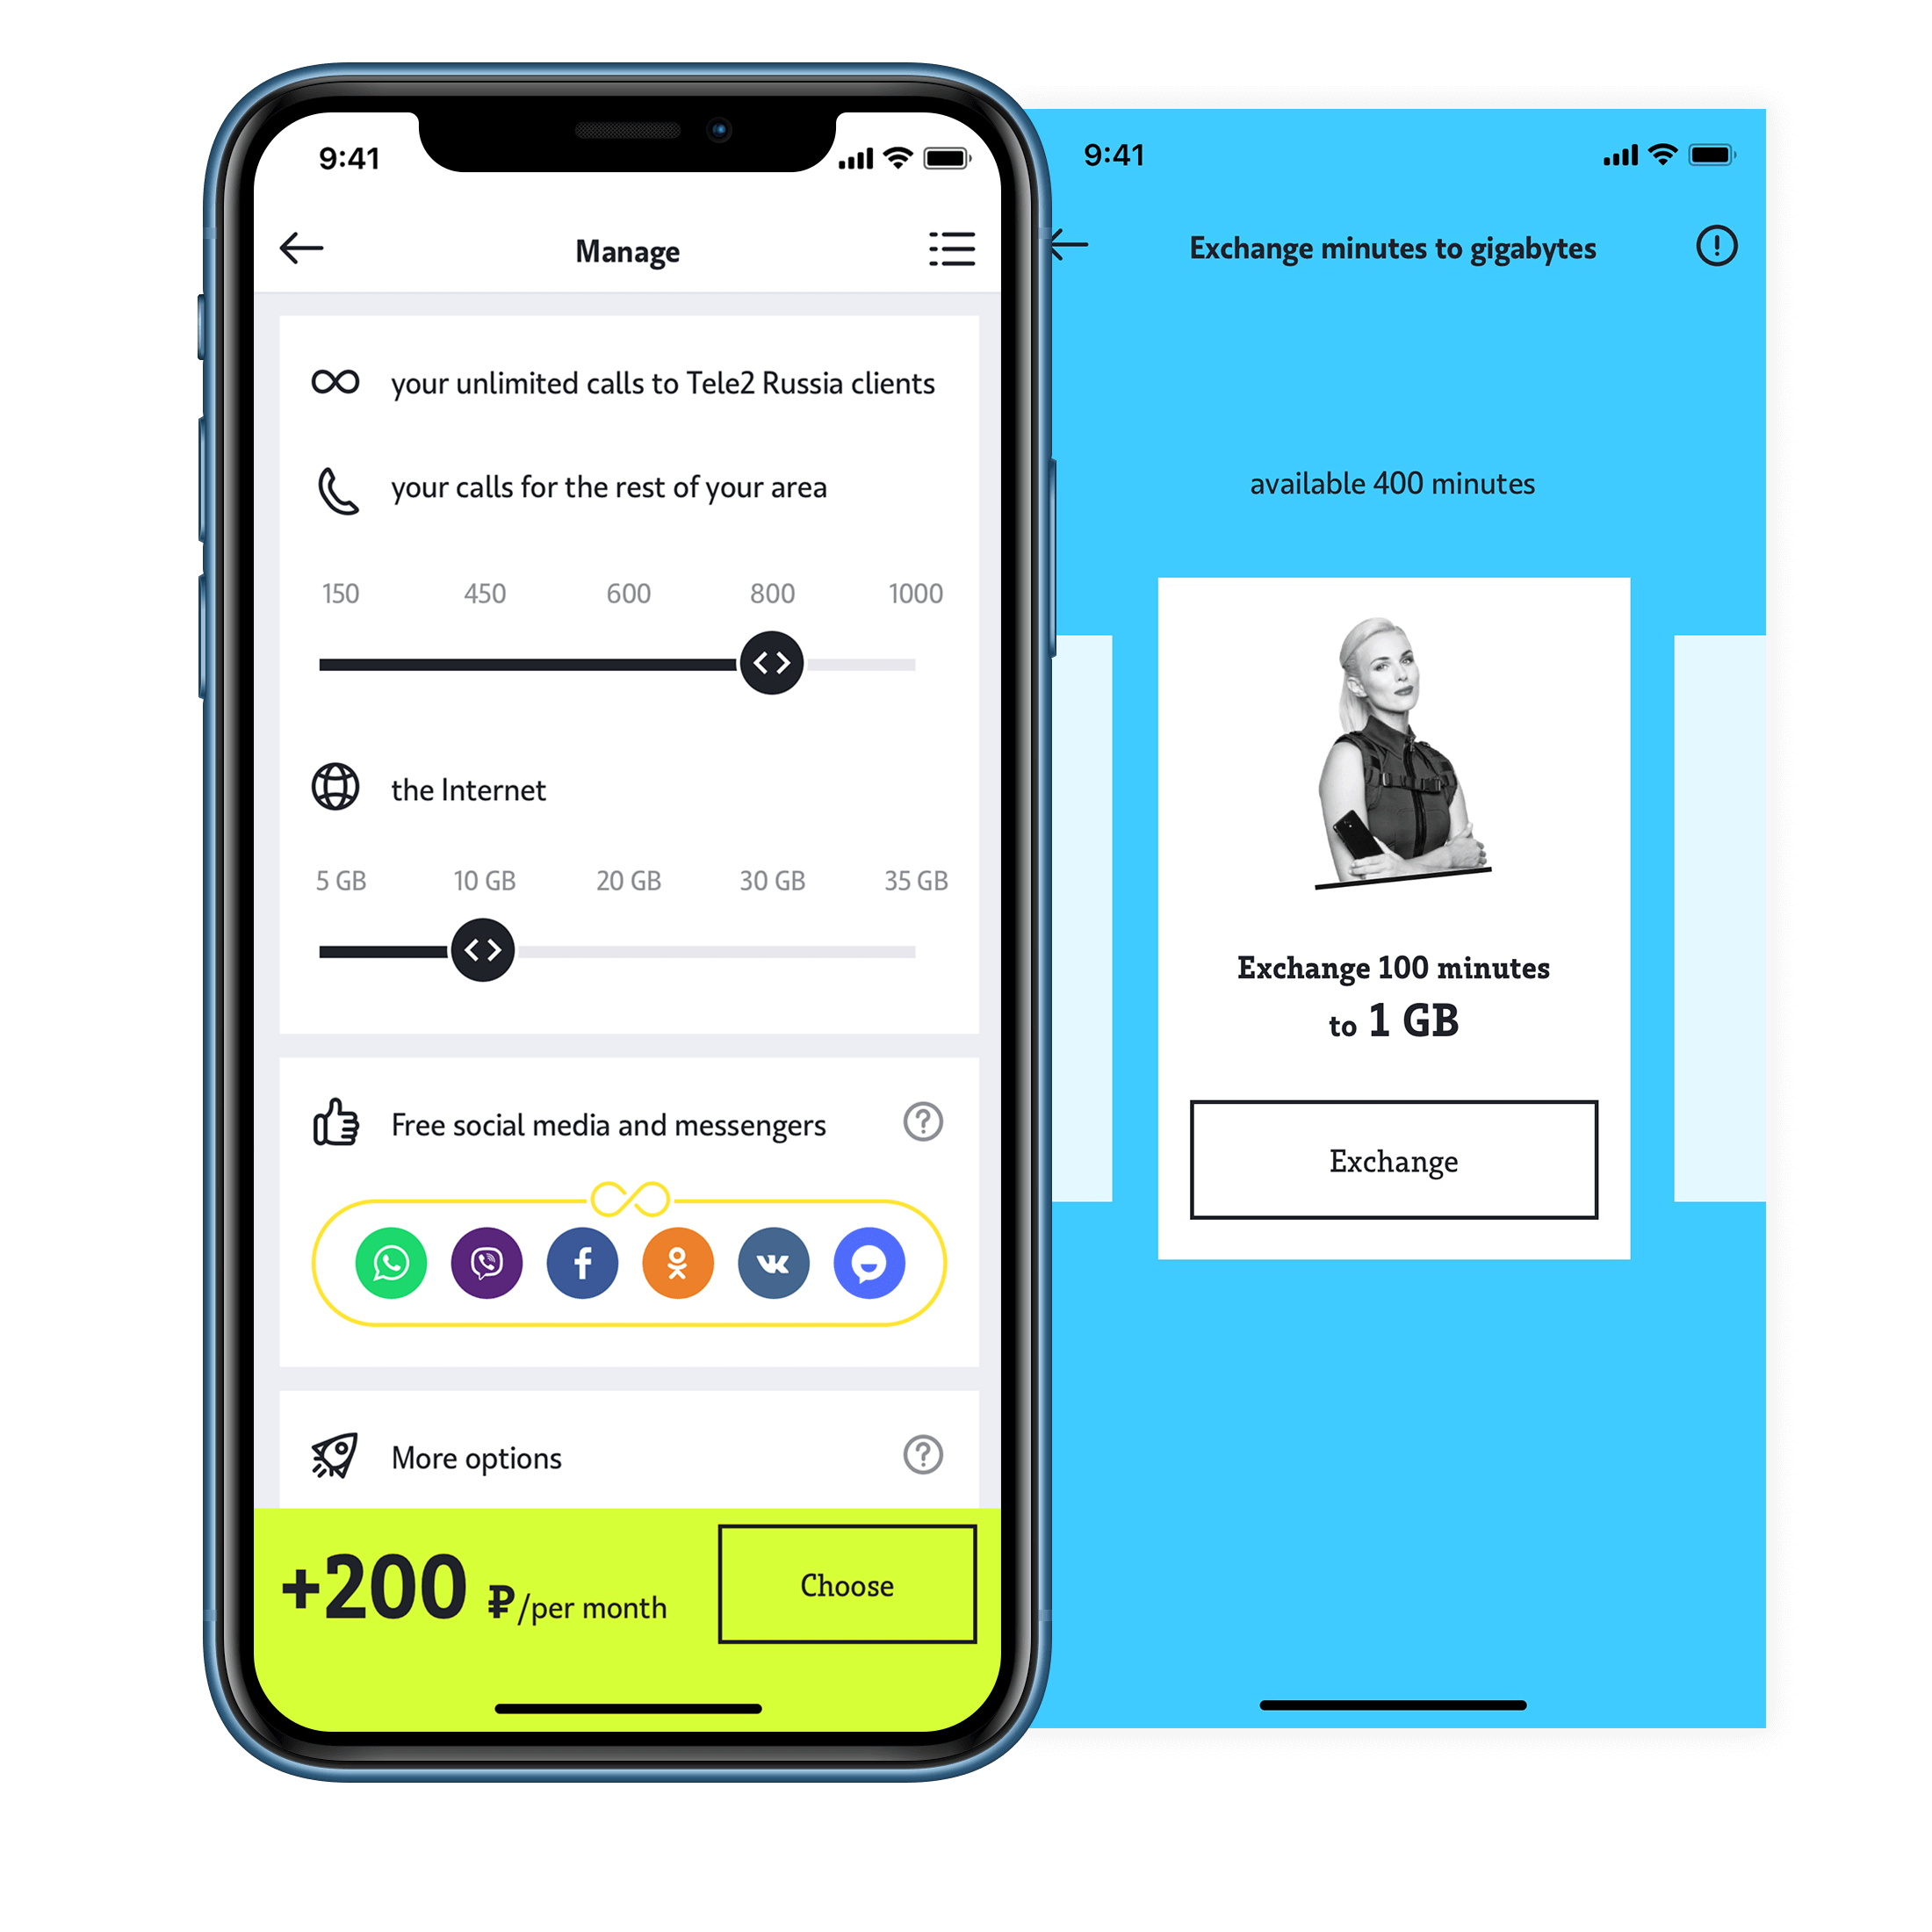 9:41
Manage
your unlimited calls to Tele2 Russia clients
your calls for the rest of your area
150 450 600 800 1000
the Internet
5 GB 10 GB 20 GB 30 GB 35 GB
Free social media and messengers
More options
+200 ₽/per month
Choose
9:41
Exchange minutes to gigabytes
available 400 minutes
Exchange 100 minutes
to 1 GB
Exchange